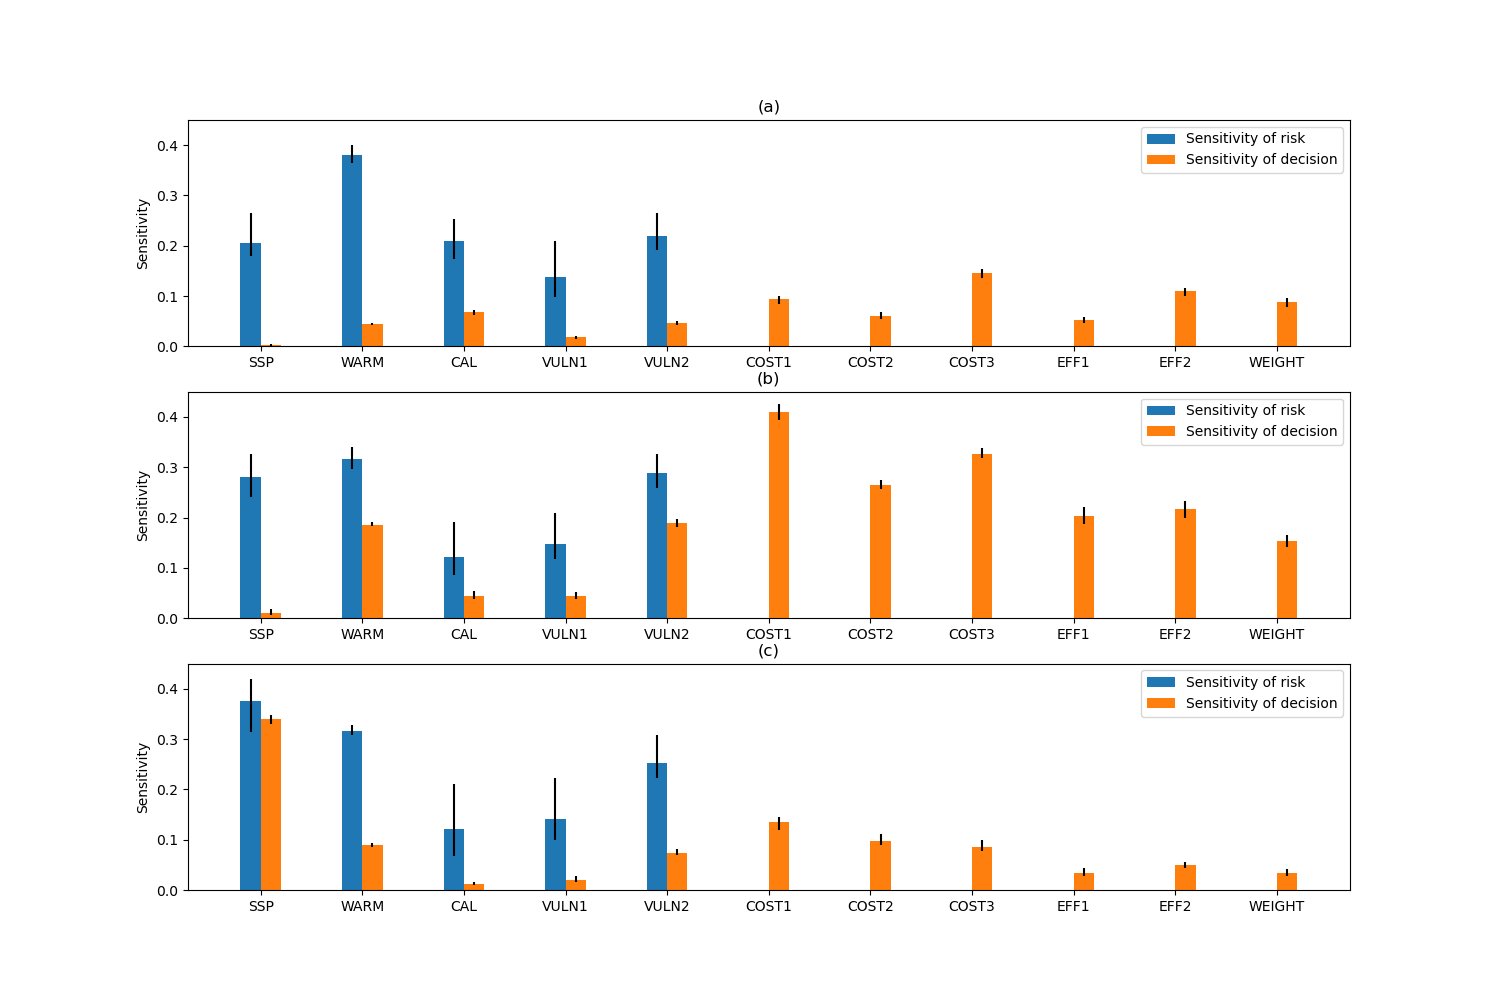 (a)
Sensitivity
0.4
0.3
0.2
0.1
0.0
Sensitivity of risk
Sensitivity of decision
SSP WARM CAL VULN1 VULN2 COST1 COST2 COST3 EFF1 EFF2 WEIGHT
(b)
Sensitivity
0.4
0.3
0.2
0.1
0.0
Sensitivity of risk
Sensitivity of decision
SSP WARM CAL VULN1 VULN2 COST1 COST2 COST3 EFF1 EFF2 WEIGHT
(c)
Sensitivity
0.4
0.3
0.2
0.1
0.0
Sensitivity of risk
Sensitivity of decision
SSP WARM CAL VULN1 VULN2 COST1 COST2 COST3 EFF1 EFF2 WEIGHT